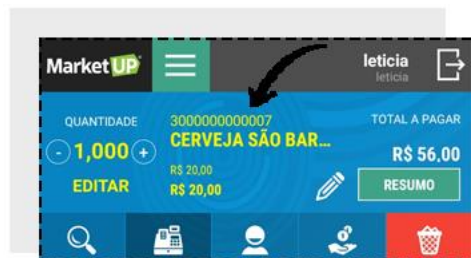 MarketUP
leticia
leticia
QUANTIDADE
- 1,000 +
EDITAR
3000000000007
CERVEJA SÃO BAR...
R$ 20,00
R$ 20,00
TOTAL A PAGAR
R$ 56,00
RESUMO